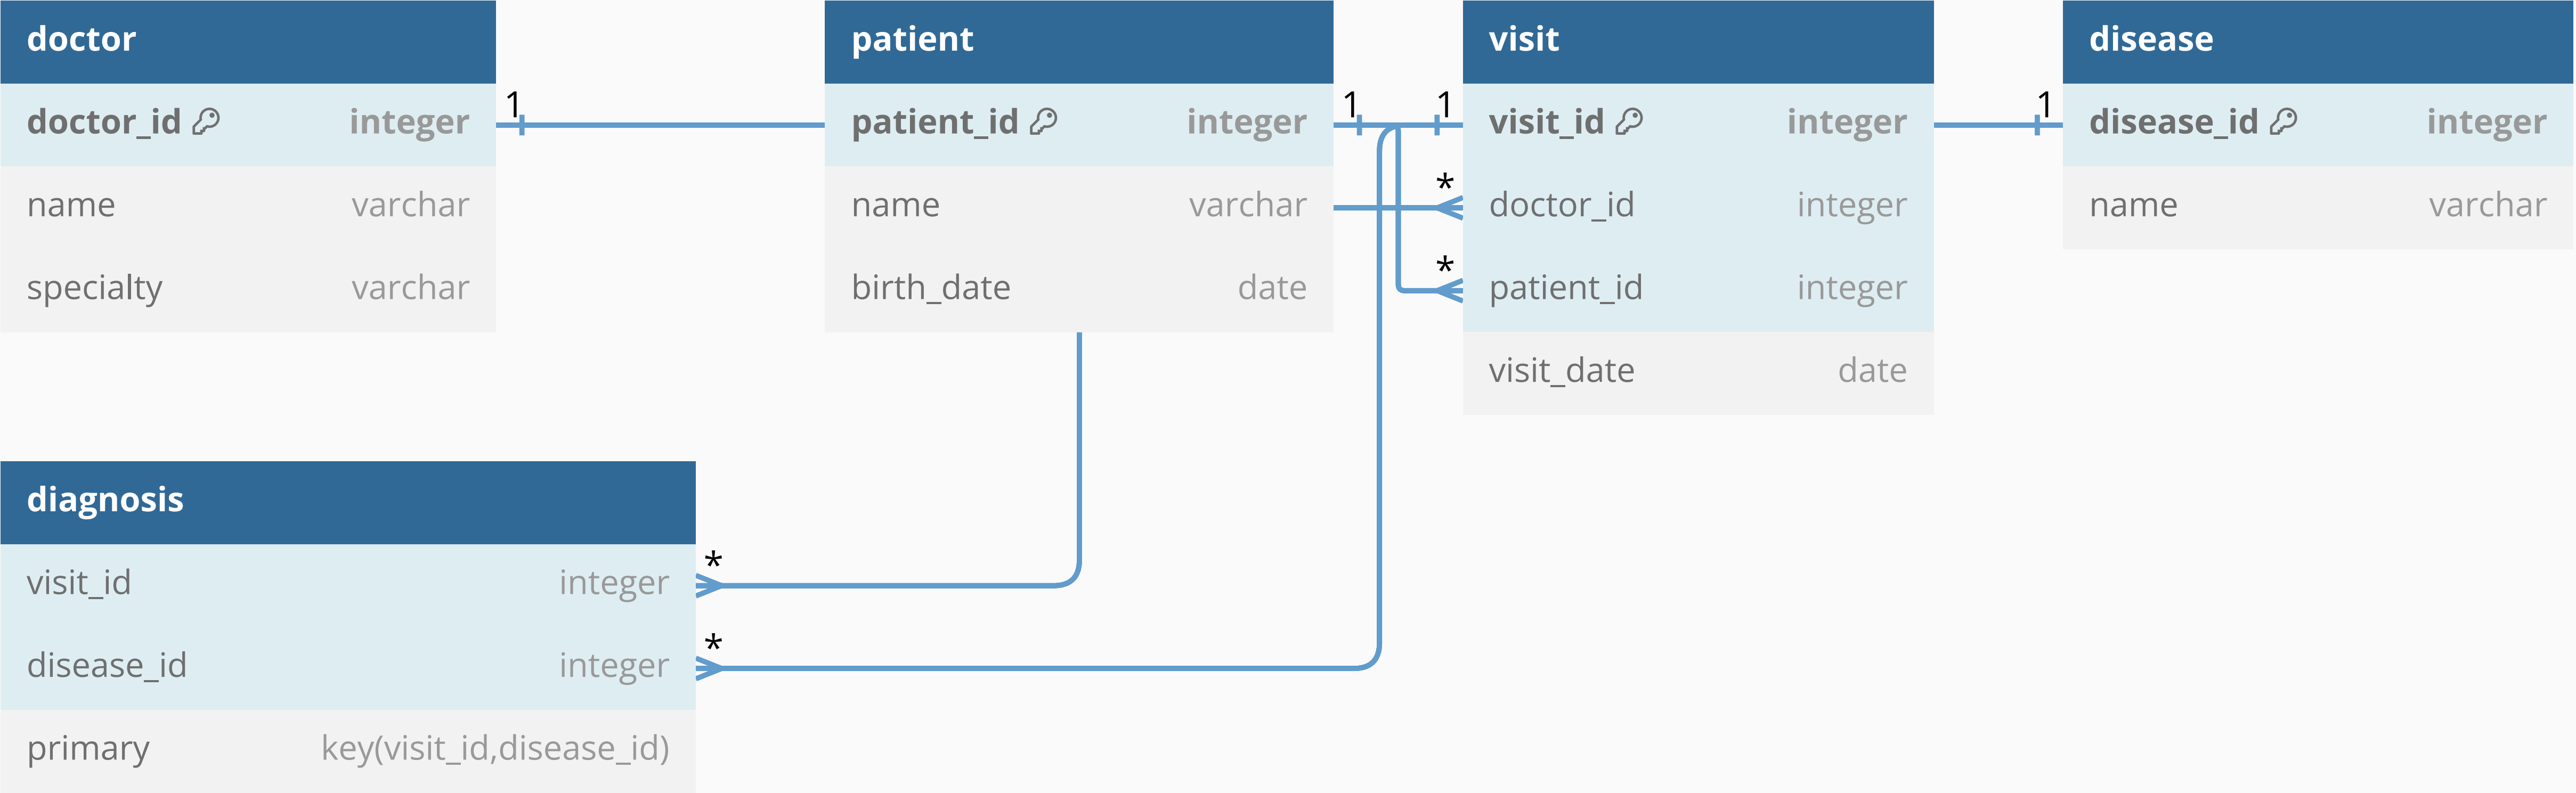 doctor
doctor_id integer
name varchar
specialty varchar
1
patient
patient_id integer
name varchar
birth_date date
1
1
*
*
visit
visit_id integer
doctor_id integer
patient_id integer
visit_date date
1
disease
disease_id integer
name varchar
diagnosis
visit_id integer
disease_id integer
primary key(visit_id,disease_id)
*
*